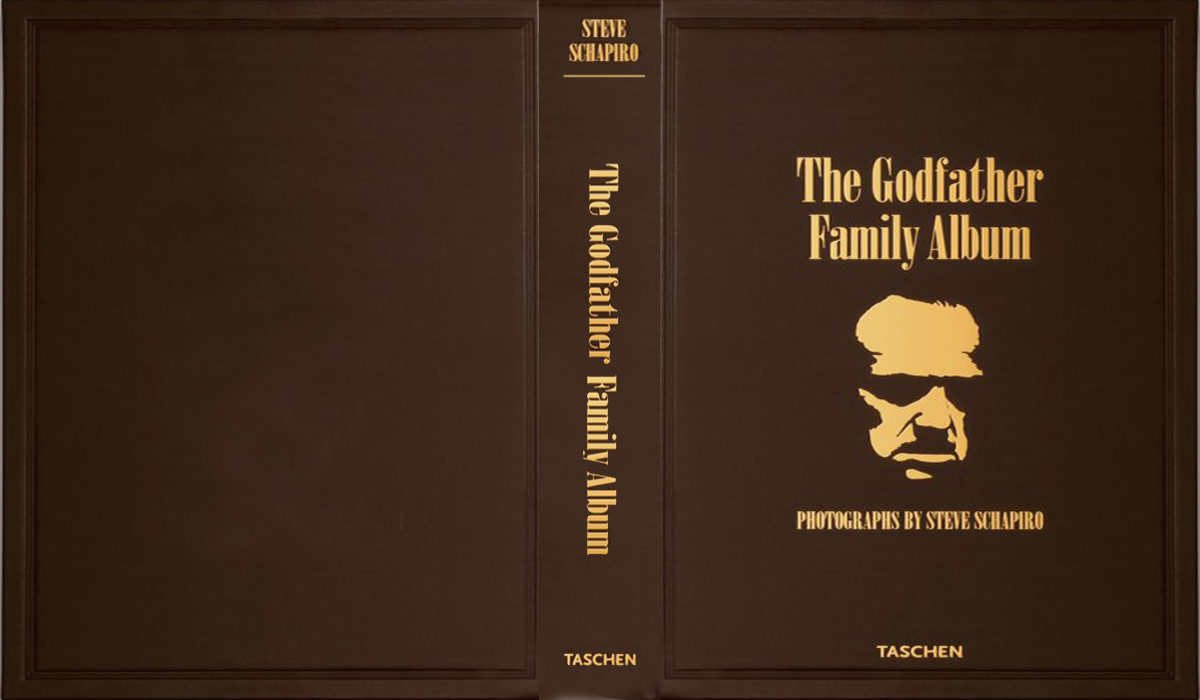 STEVE
SCHAPIRO
The Godfather Family Album
TASCHEN
The Godfather
Family Album
PHOTOGRAPHS BY STEVE SCHAPIRO
TASCHEN